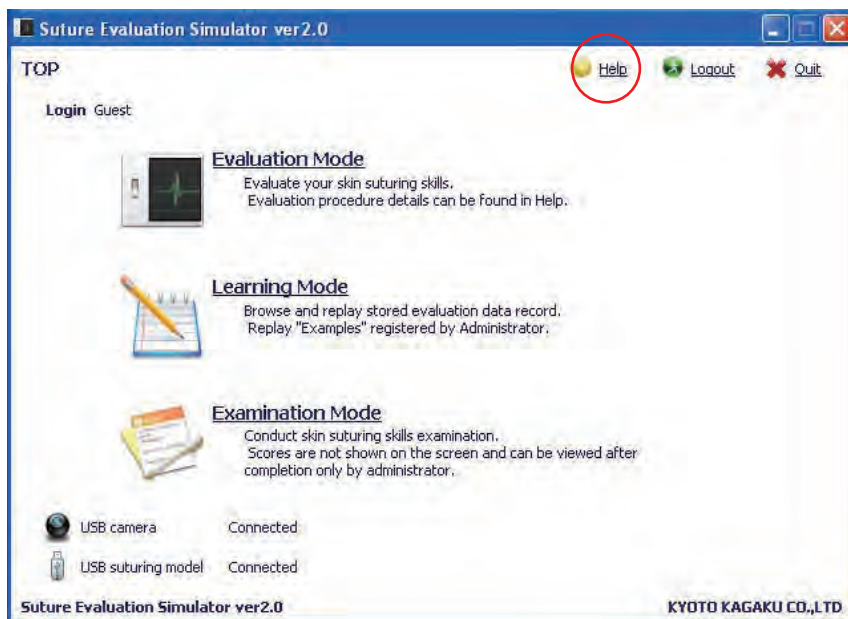 Suture Evaluation Simulator ver2.0
TOP
Help
Logout
Quit
Login Guest
Evaluation Mode
Evaluate your skin suturing skills.
Evaluation procedure details can be found in Help.
Learning Mode
Browse and replay stored evaluation data record.
Replay "Examples" registered by Administrator.
Examination Mode
Conduct skin suturing skills examination.
Scores are not shown on the screen and can be viewed after
completion only by administrator.
USB camera Connected
USB suturing model Connected
Suture Evaluation Simulator ver2.0 KYOTO KAGAKU CO.,LTD